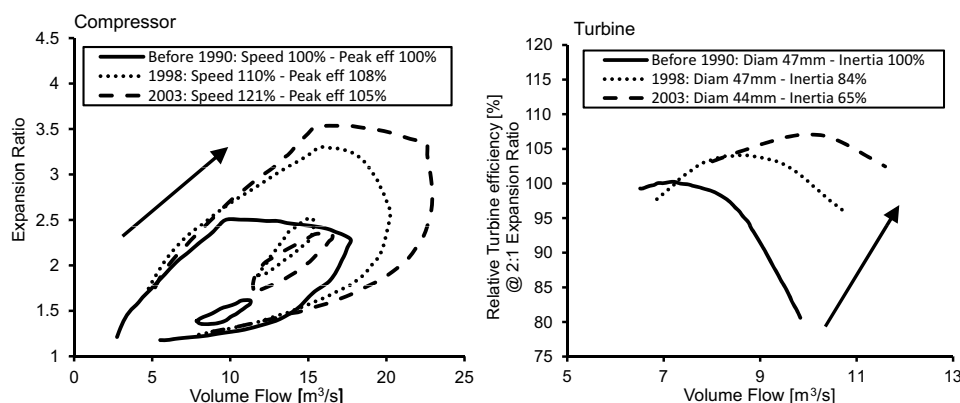 Compressor
4.5
4
3.5
3
2.5
2
1.5
1
Expansion Ratio
Before 1990: Speed 100% - Peak eff 100%
1998: Speed 110% - Peak eff 108%
2003: Speed 121% - Peak eff 105%
0 5 10 15 20 25
Volume Flow [m³/s]
Turbine
120
115
110
105
100
95
90
85
80
75
Relative Turbine efficiency [%]
@ 2:1 Expansion Ratio
Before 1990: Diam 47mm - Inertia 100%
1998: Diam 47mm - Inertia 84%
2003: Diam 44mm - Inertia 65%
5 7 9 11 13
Volume Flow [m³/s]